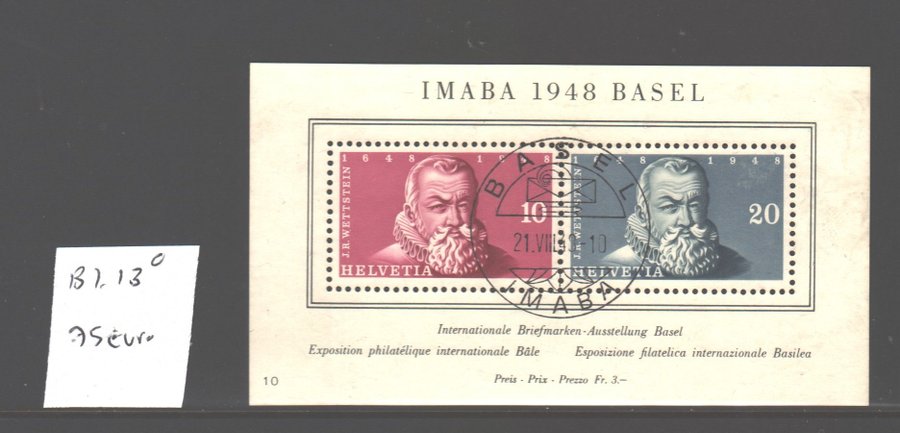 IMABA 1948 BASEL
1648 1948
J.R.WETTSTEIN
10
HELVETIA
1648 1948
J.R.WETTSTEIN
20
HELVETIA
BASEL
21.VIII.48-10
IMABA
Internationale Briefmarken-Ausstellung Basel
Exposition philatélique internationale Bâle Esposizione filatelica internazionale Basilea
10 Preis - Prix - Prezzo Fr. 3.–
Bl. 13 °
75 Euro